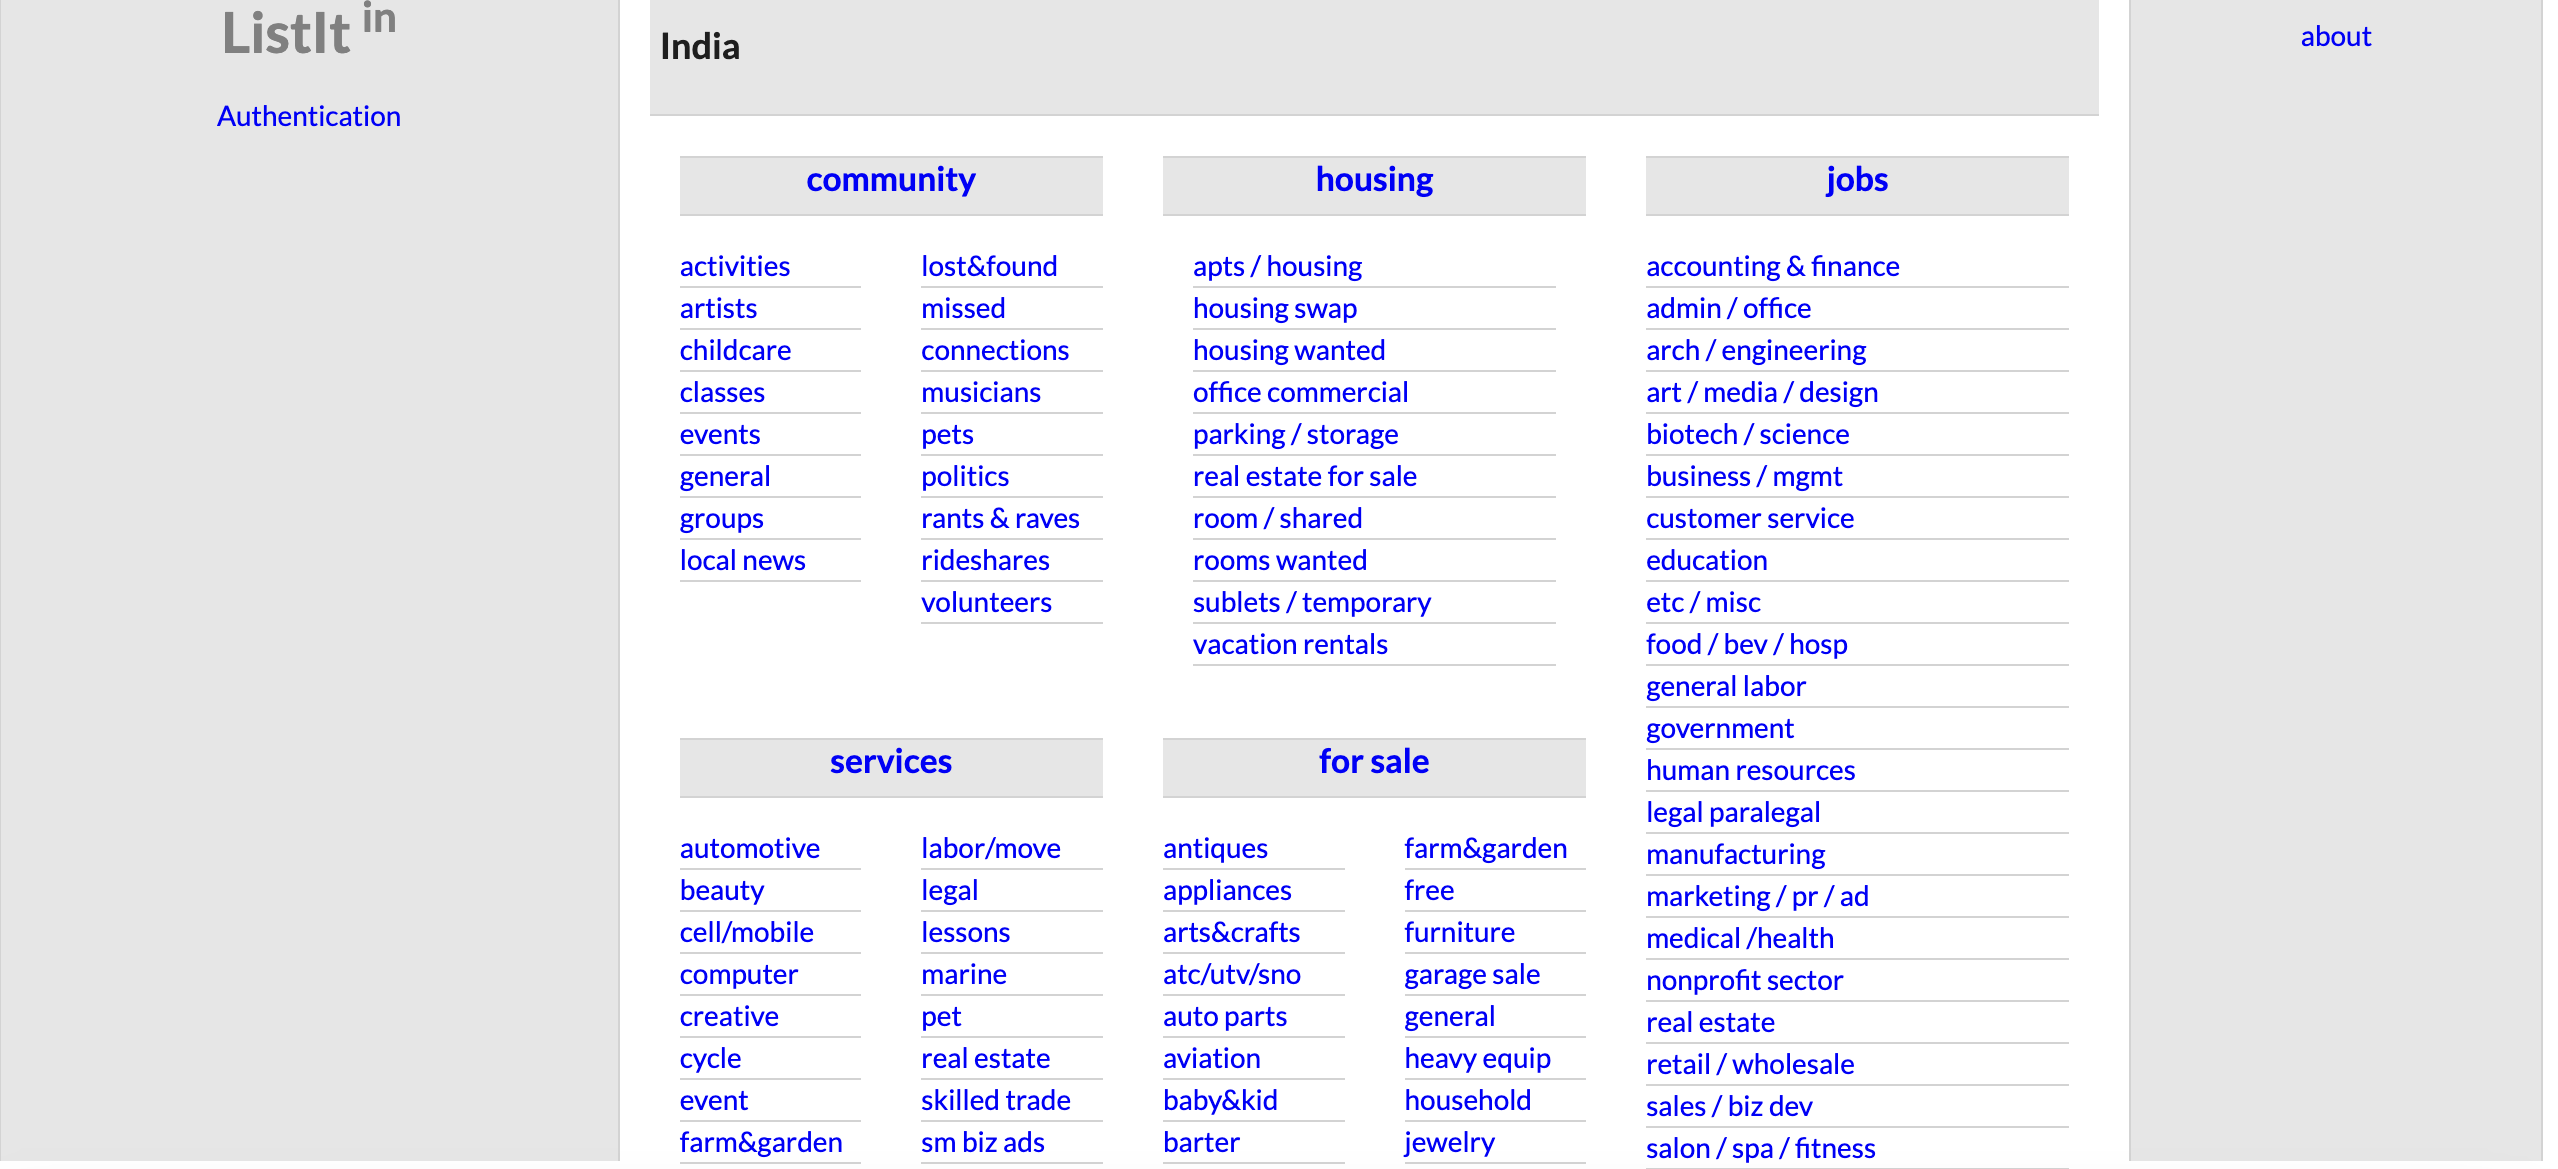 ListIt in
Authentication
India
about
community
activities
artists
childcare
classes
events
general
groups
local news
lost&found
missed
connections
musicians
pets
politics
rants & raves
rideshares
volunteers
housing
apts / housing
housing swap
housing wanted
office commercial
parking / storage
real estate for sale
room / shared
rooms wanted
sublets / temporary
vacation rentals
jobs
accounting & finance
admin / office
arch / engineering
art / media / design
biotech / science
business / mgmt
customer service
education
etc / misc
food / bev / hosp
general labor
government
human resources
legal paralegal
manufacturing
marketing / pr / ad
medical /health
nonprofit sector
real estate
retail / wholesale
sales / biz dev
salon / spa / fitness
services
automotive
beauty
cell/mobile
computer
creative
cycle
event
farm&garden
labor/move
legal
lessons
marine
pet
real estate
skilled trade
sm biz ads
for sale
antiques
appliances
arts&crafts
atc/utv/sno
auto parts
aviation
baby&kid
barter
farm&garden
free
furniture
garage sale
general
heavy equip
household
jewelry